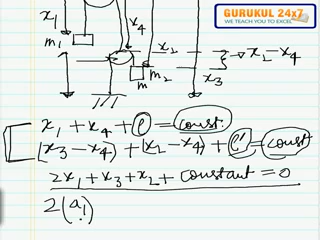 GURUKUL 24x7
WE TEACH YOU TO EXCEL
x₁
x₄
m₁
x₂
x₂ - x₄
m
m₂
x₃
x₁ + x₄ + l = const.
(x₃ - x₄) + (x₂ - x₄) + l' = const
2x₁ + x₃ + x₂ + constant = 0
2(a₁)